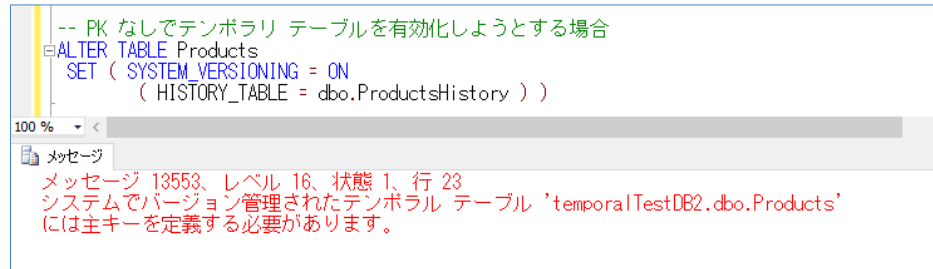 -- PK なしでテンポラリ テーブルを有効化しようとする場合
ALTER TABLE Products
SET ( SYSTEM_VERSIONING = ON
( HISTORY_TABLE = dbo.ProductsHistory ) )
100 %
メッセージ
メッセージ 13553、レベル 16、状態 1、行 23
システムでバージョン管理されたテンポラル テーブル 'temporalTestDB2.dbo.Products'
には主キーを定義する必要があります。